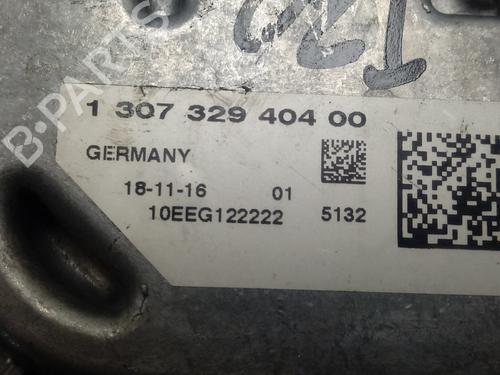 1 307 329 404 00
GERMANY
18-11-16 01
10EEG122222 5132
B-PARTS